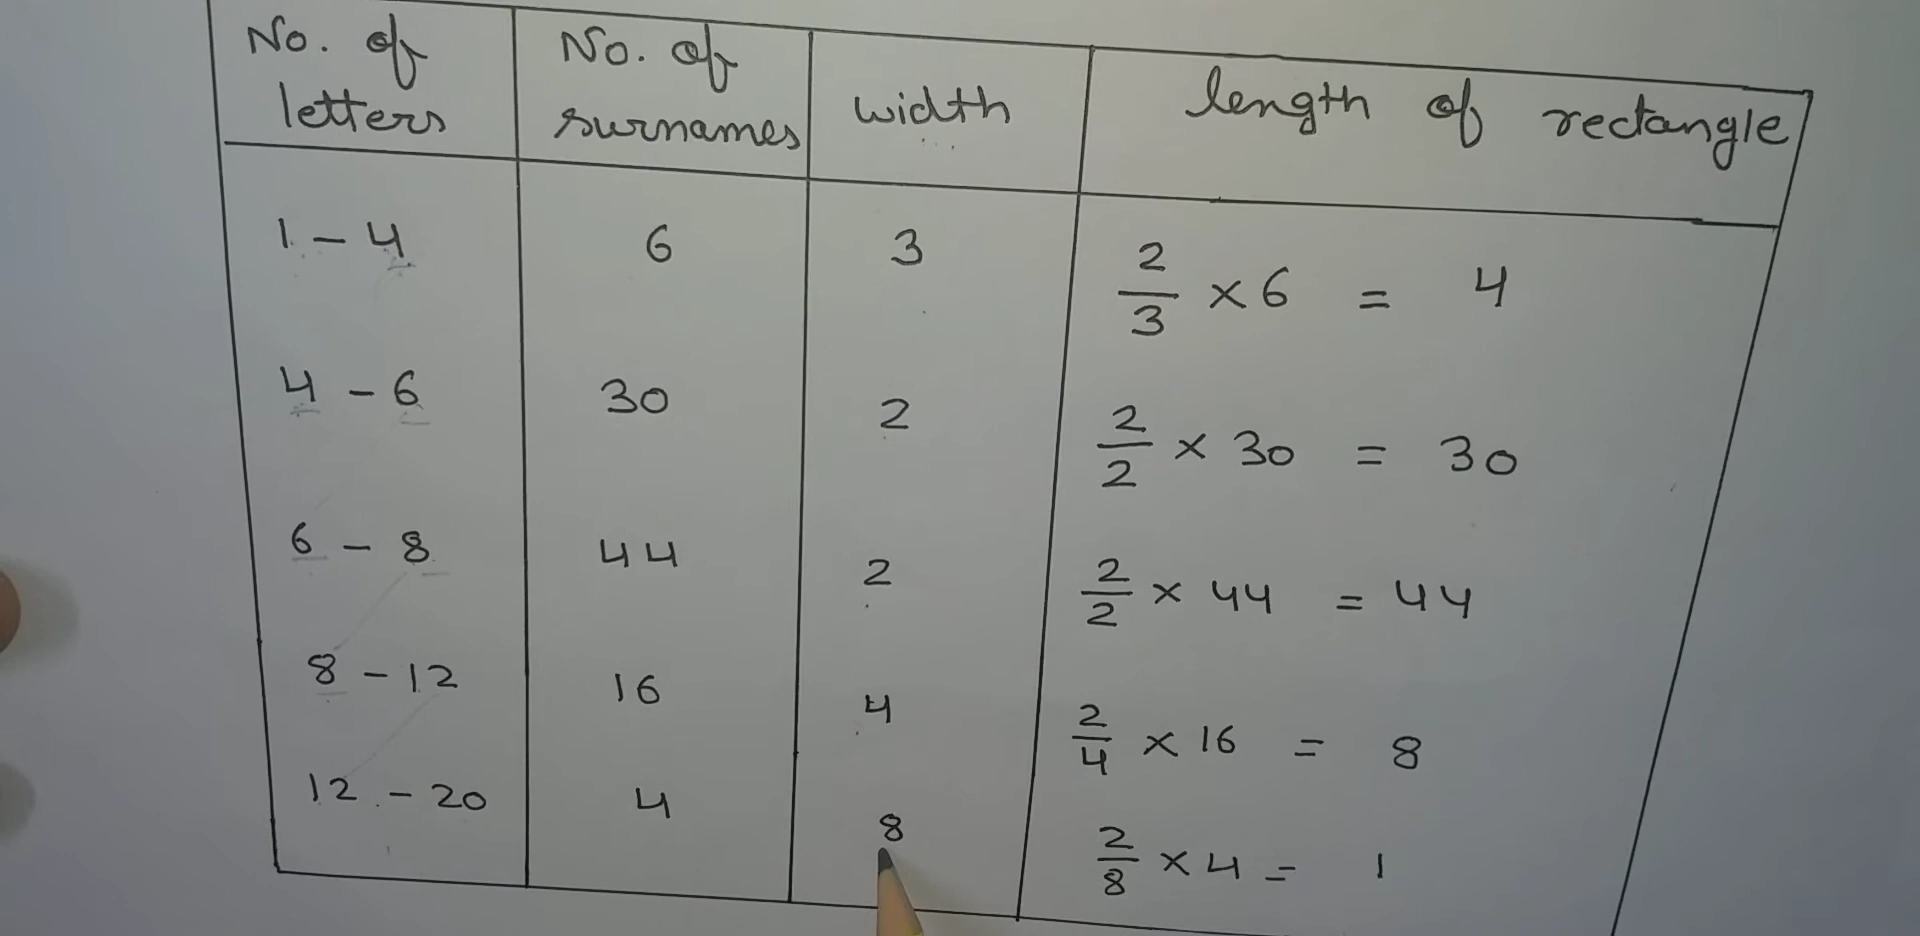 No. of letters | No. of surnames | width | length of rectangle
1 - 4 | 6 | 3 | 2/3 × 6 = 4
4 - 6 | 30 | 2 | 2/2 × 30 = 30
6 - 8 | 44 | 2 | 2/2 × 44 = 44
8 - 12 | 16 | 4 | 2/4 × 16 = 8
12 - 20 | 4 | 8 | 2/8 × 4 = 1